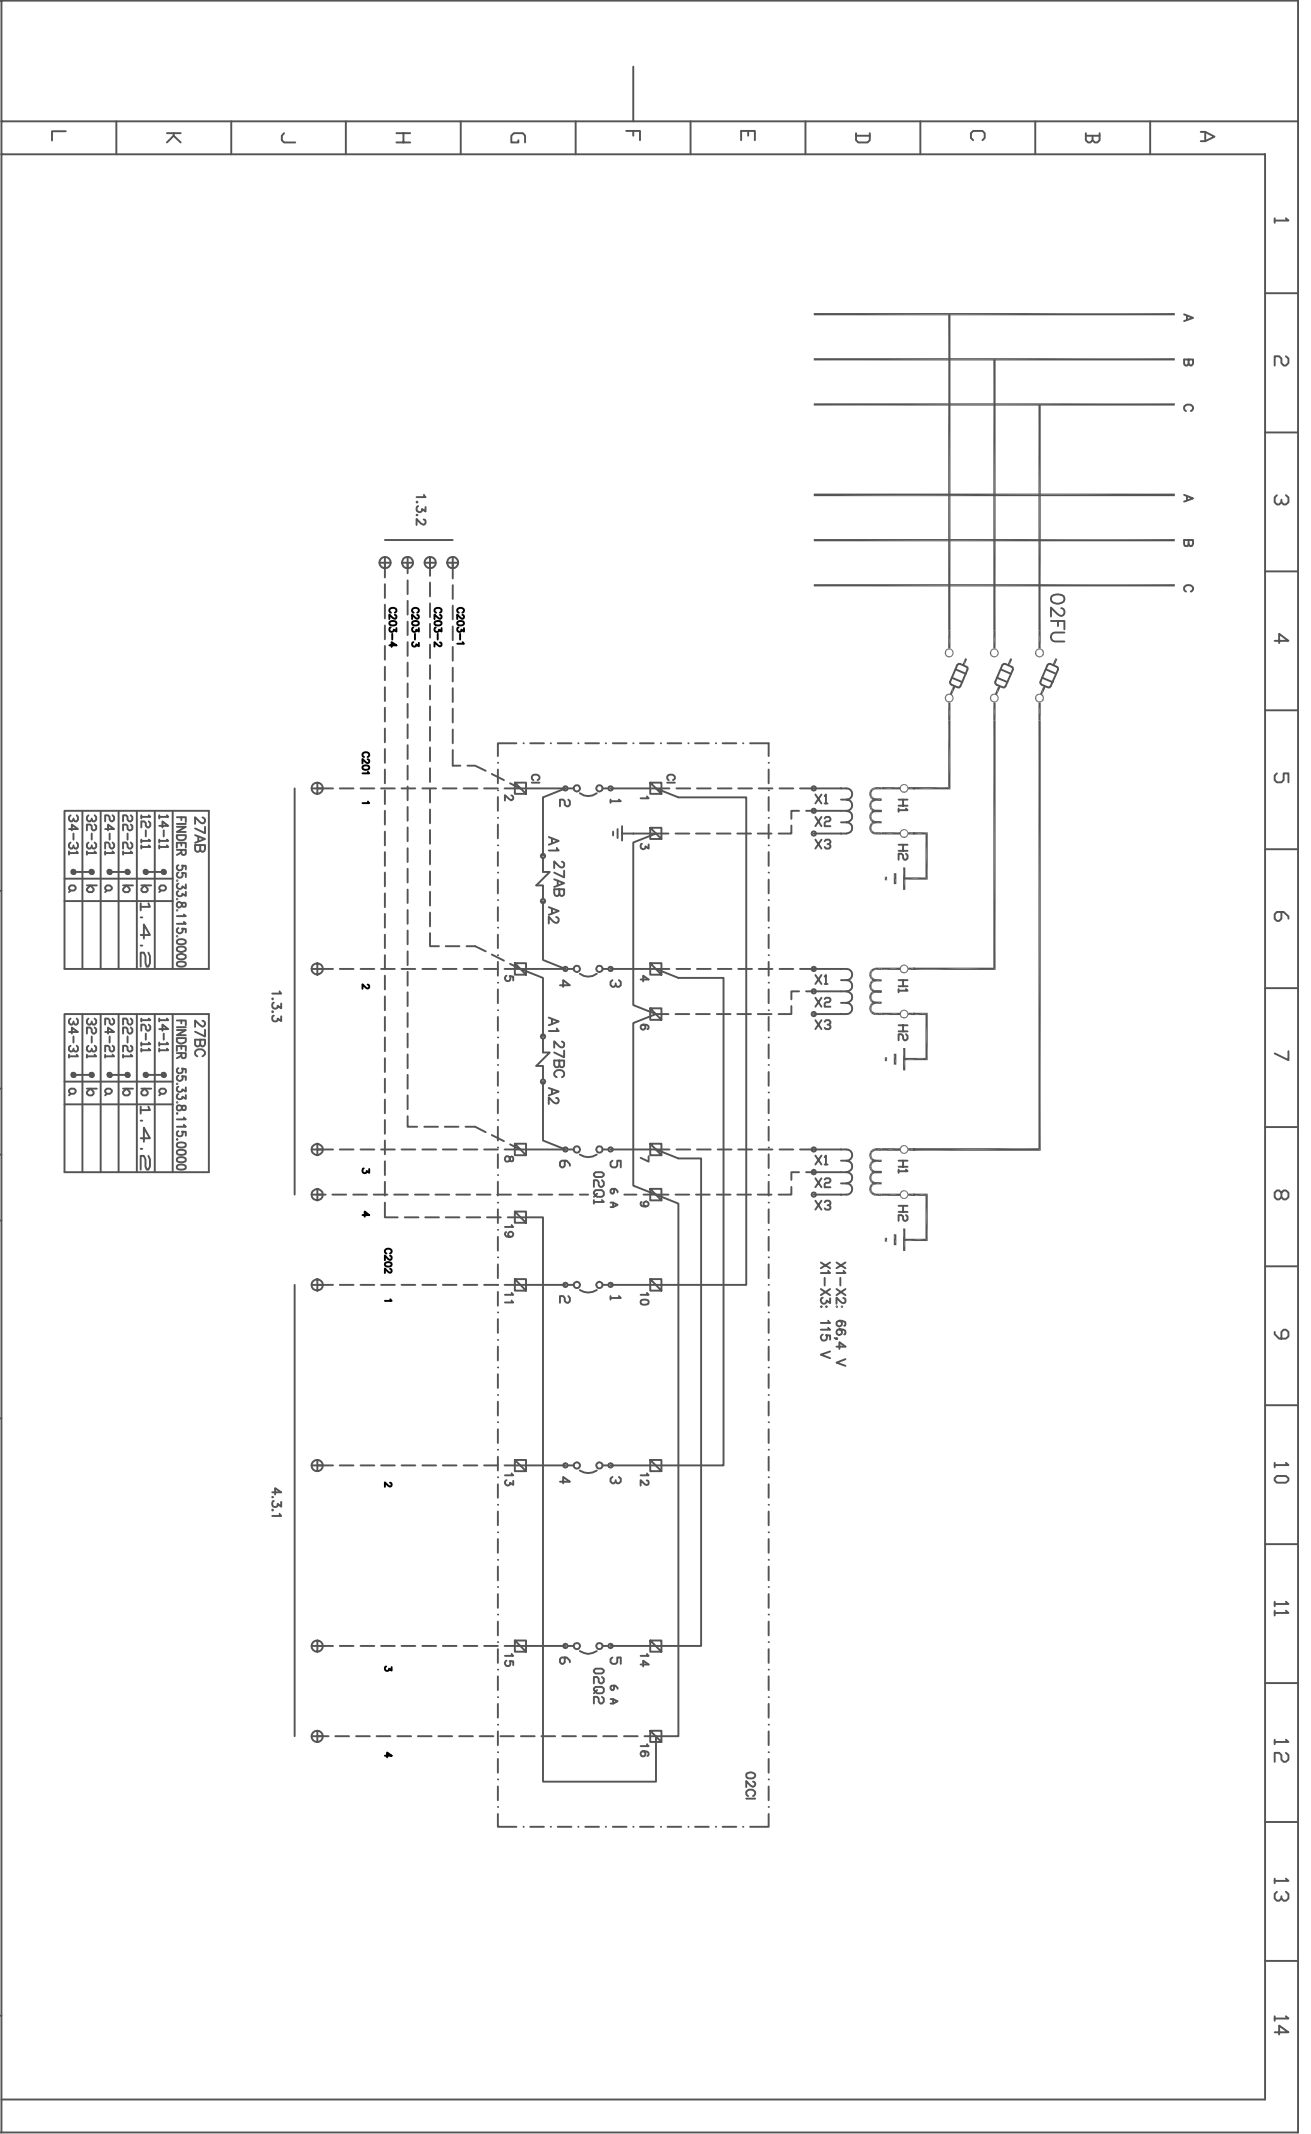 1 2 3 4 5 6 7 8 9 10 11 12 13 14
A
B
C
D
E
F
G
H
J
K
L
A
B
C
A
B
C
02FU
H1 H2
H1 H2
H1 H2
X1 X2 X3
X1 X2 X3
X1 X2 X3
X1-X2: 66,4 V
X1-X3: 115 V
02CI
CI
1 3 4 6 7 9 10 12 14 16
1 3 5 1 3 5
6 A
02Q1
6 A
02Q2
2 4 6 2 4 6
A1 27AB A2
A1 27BC A2
CI
2 5 8 19 11 13 15
1.3.2
C203-1
C203-2
C203-3
C203-4
C201
1 2 3 4
C202
1 2 3 4
1.3.3
4.3.1
27AB
FINDER 55.33.8.115.0000
14-11 a
12-11 b 1.4.2
22-21 b
24-21 a
32-31 b
34-31 a
27BC
FINDER 55.33.8.115.0000
14-11 a
12-11 b 1.4.2
22-21 b
24-21 a
32-31 b
34-31 a